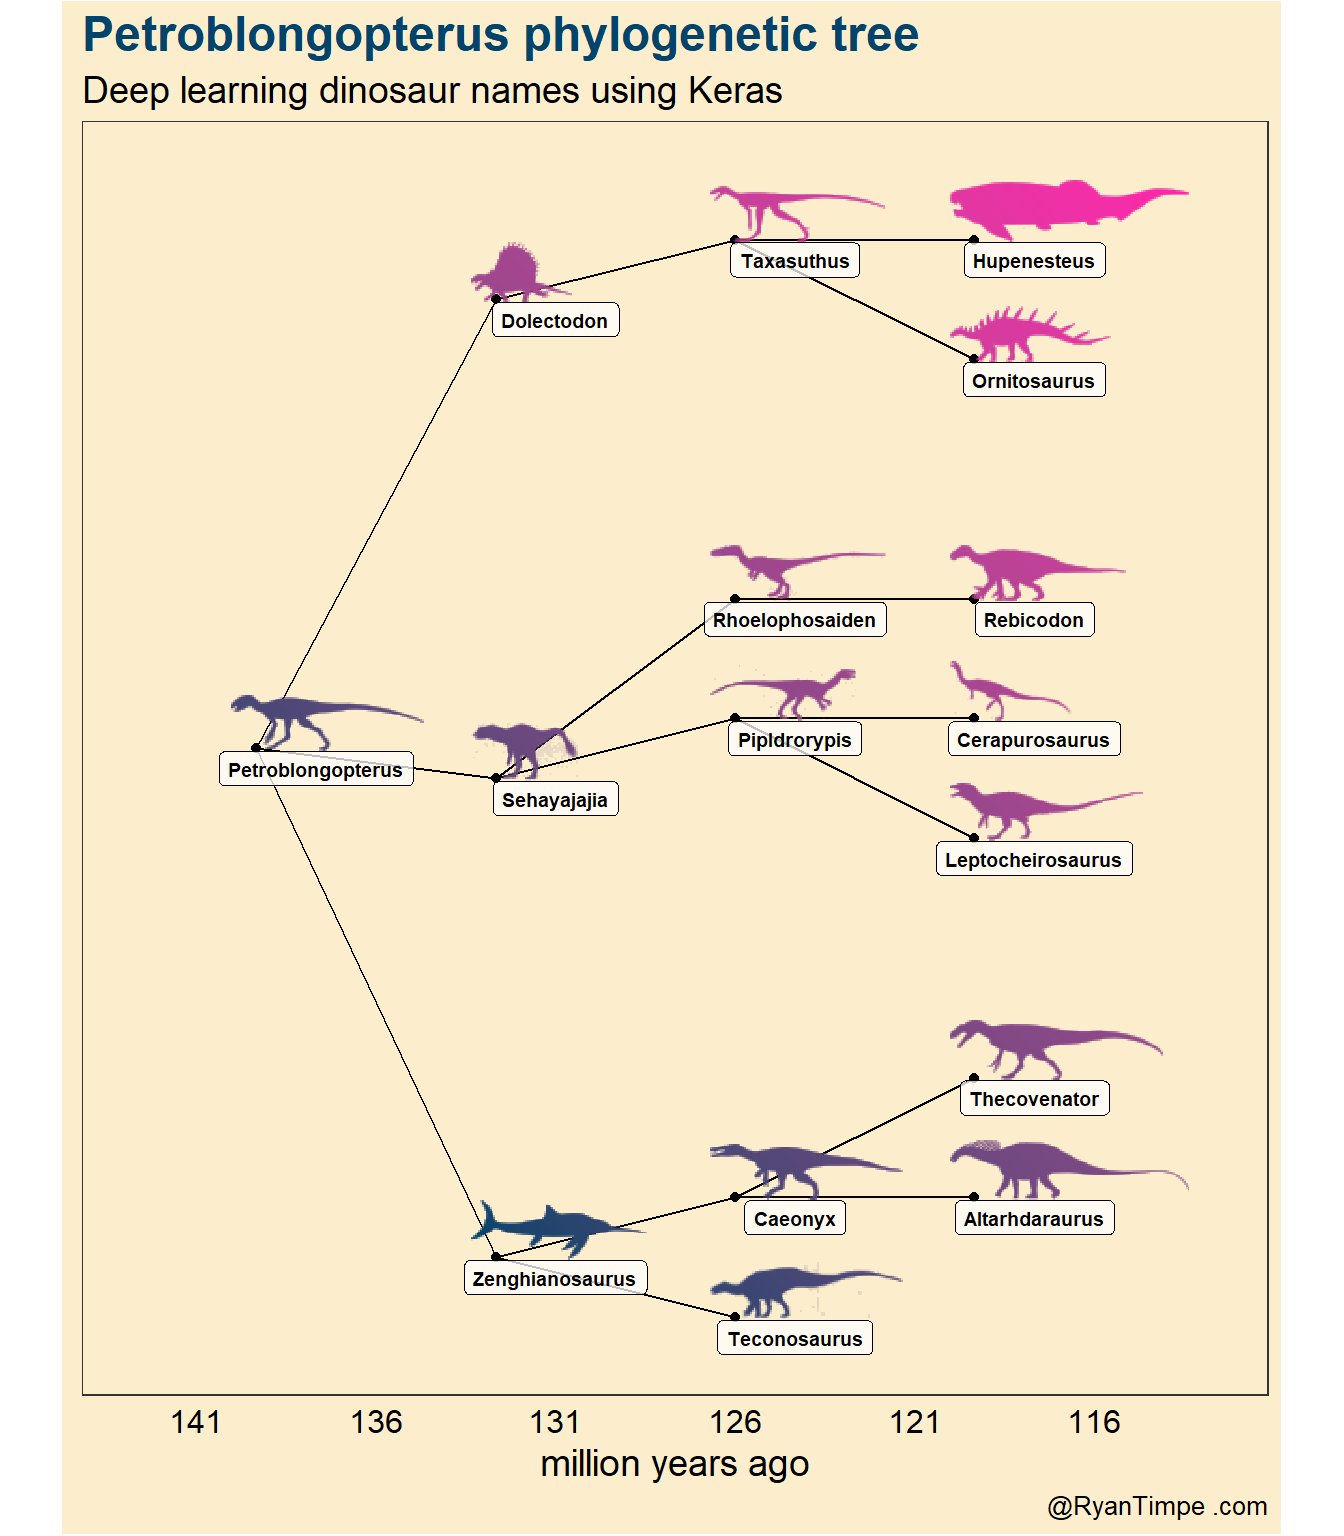 Petroblongopterus phylogenetic tree
Deep learning dinosaur names using Keras
Taxasuthus
Hupenesteus
Dolectodon
Ornitosaurus
Rhoelophosaiden
Rebicodon
Pipldrorypis
Cerapurosaurus
Petroblongopterus
Sehayajajia
Leptocheirosaurus
Thecovenator
Caeonyx
Altarhdaraurus
Zenghianosaurus
Teconosaurus
141 136 131 126 121 116
million years ago
@RyanTimpe .com